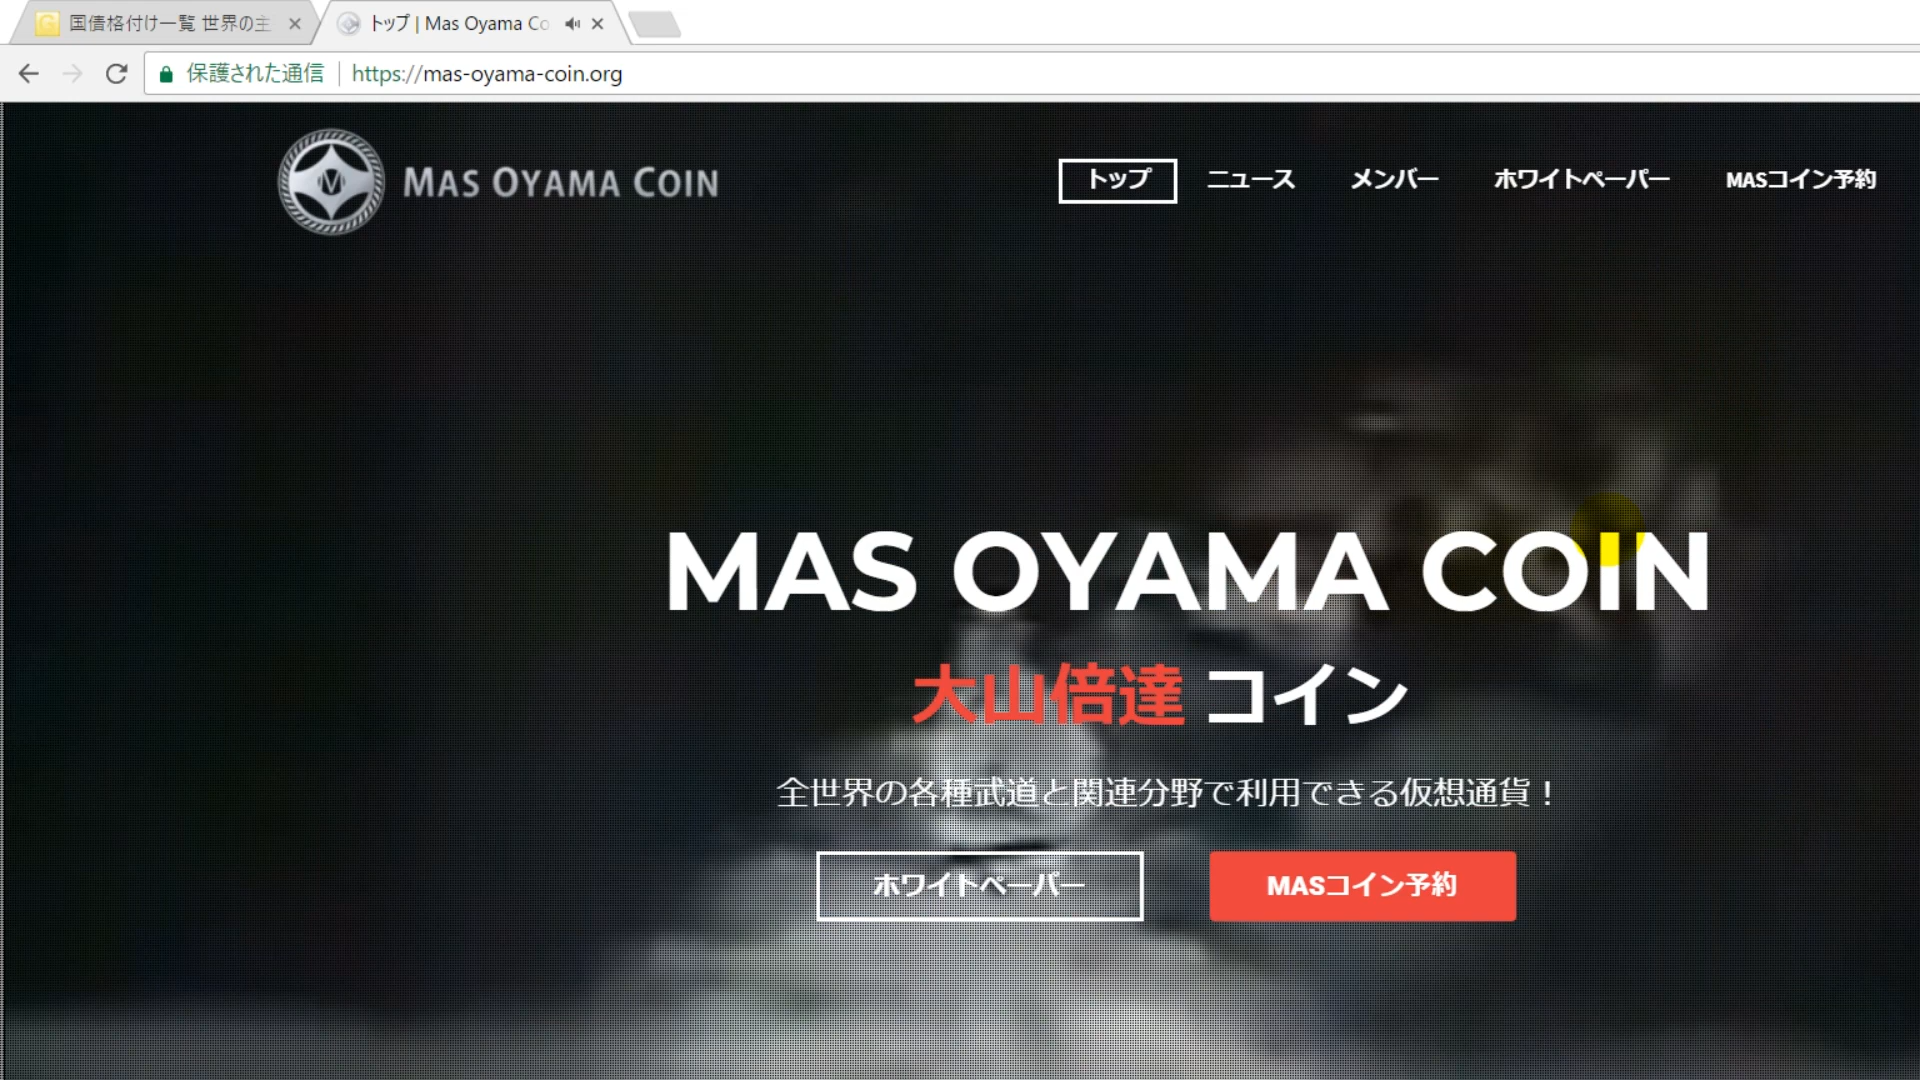 国債格付け一覧 世界の主
トップ | Mas Oyama Co
保護された通信
https://mas-oyama-coin.org
MAS OYAMA COIN
トップ
ニュース
メンバー
ホワイトペーパー
MASコイン予約
MAS OYAMA COIN
大山倍達 コイン
全世界の各種武道と関連分野で利用できる仮想通貨！
ホワイトペーパー
MASコイン予約